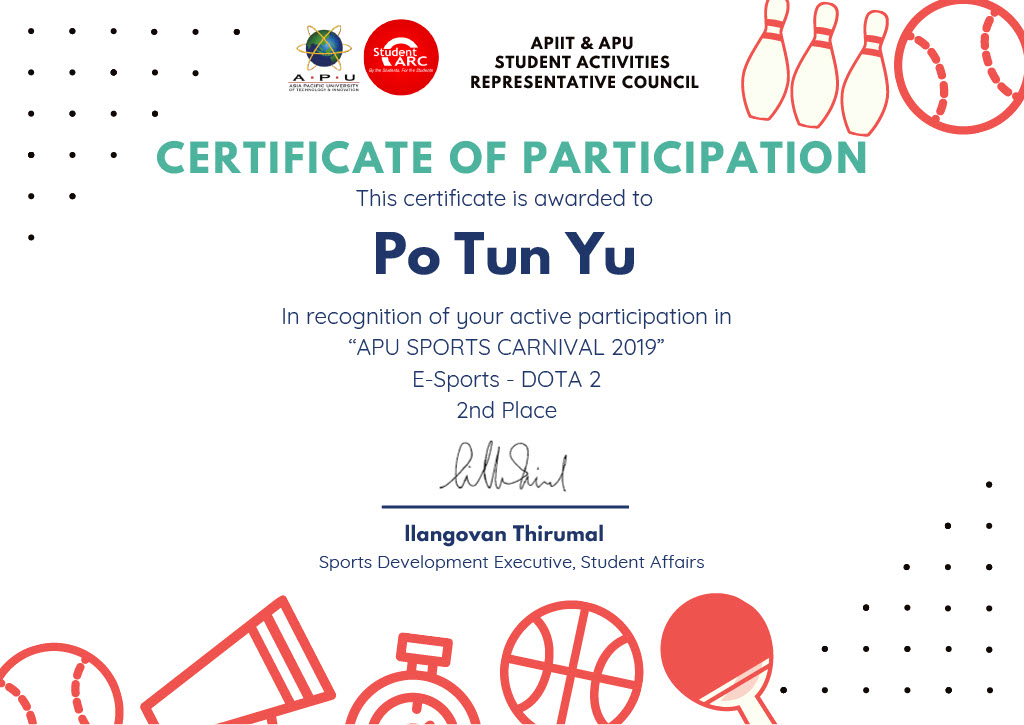 A·P·U
ASIA PACIFIC UNIVERSITY
OF TECHNOLOGY & INNOVATION
Student
ARC
By the Students, For the Students
APIIT & APU
STUDENT ACTIVITIES
REPRESENTATIVE COUNCIL
CERTIFICATE OF PARTICIPATION
This certificate is awarded to
Po Tun Yu
In recognition of your active participation in
“APU SPORTS CARNIVAL 2019”
E-Sports - DOTA 2
2nd Place
Ilangovan Thirumal
Sports Development Executive, Student Affairs